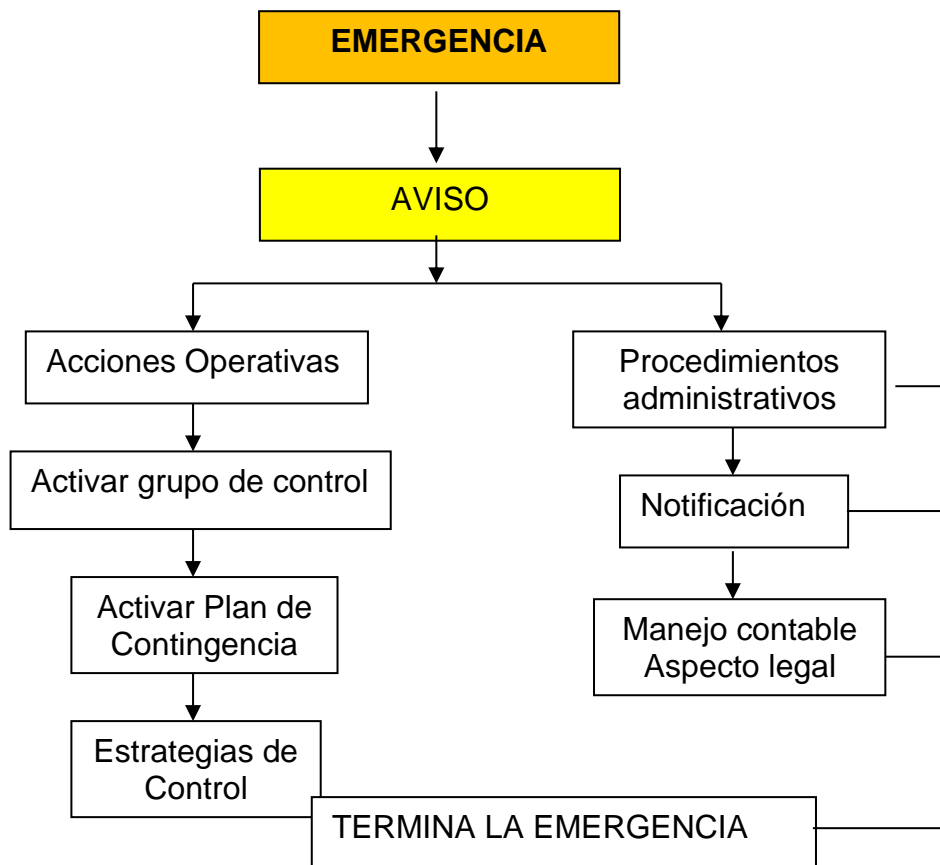 EMERGENCIA
AVISO
Acciones Operativas
Activar grupo de control
Activar Plan de
Contingencia
Estrategias de
Control
Procedimientos
administrativos
Notificación
Manejo contable
Aspecto legal
TERMINA LA EMERGENCIA